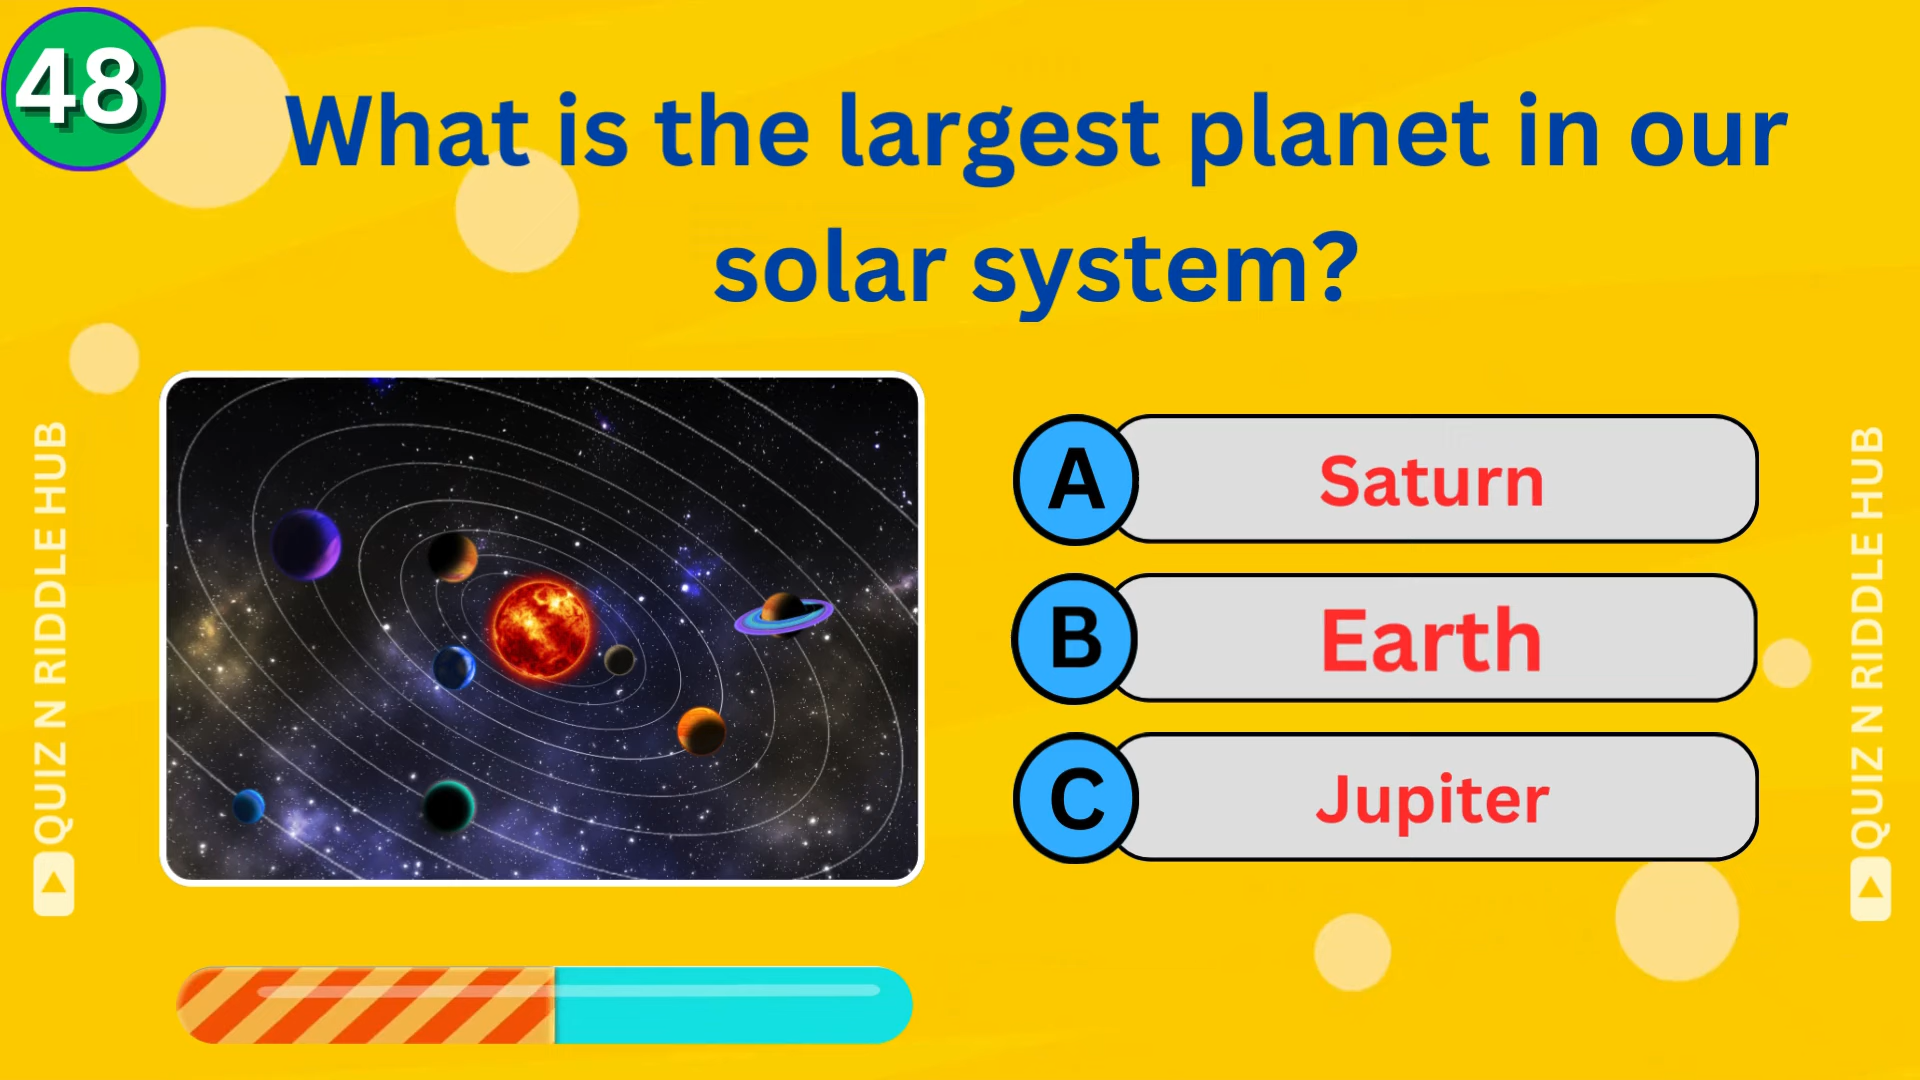 48
What is the largest planet in our
solar system?
A Saturn
B Earth
C Jupiter
QUIZ N RIDDLE HUB
QUIZ N RIDDLE HUB